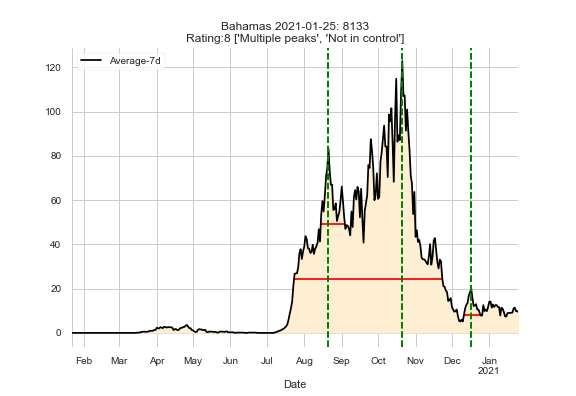 Bahamas 2021-01-25: 8133
Rating:8 ['Multiple peaks', 'Not in control']
Average-7d
120
100
80
60
40
20
0
Feb Mar Apr May Jun Jul Aug Sep Oct Nov Dec Jan
2021
Date